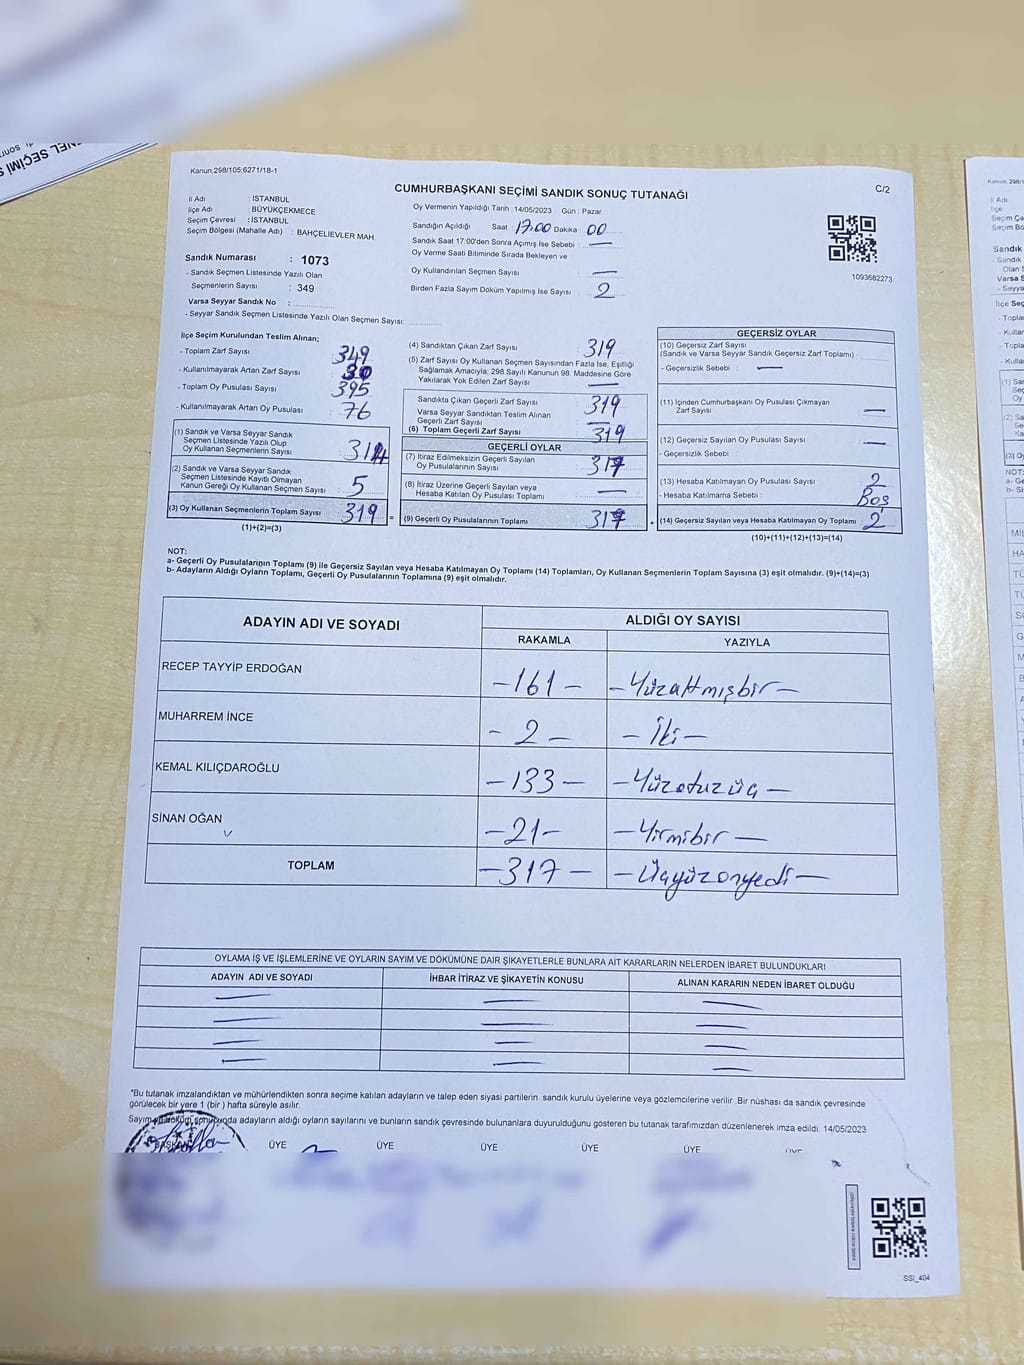 Kanun;298/105;6271/18-1
CUMHURBAŞKANI SEÇİMİ SANDIK SONUÇ TUTANAĞI
C/2
İl Adı : İSTANBUL
İlçe Adı : BÜYÜKÇEKMECE
Seçim Çevresi : İSTANBUL
Seçim Bölgesi (Mahalle Adı) : BAHÇELİEVLER MAH
Oy Vermenin Yapıldığı Tarih :14/05/2023 Gün : Pazar
Sandığın Açıldığı Saat 17:00 Dakika 00
Sandık Saat 17:00'den Sonra Açımış İse Sebebi : —
Oy Verme Saati Bitiminde Sırada Bekleyen ve
Oy Kullandırılan Seçmen Sayısı —
Birden Fazla Sayım Döküm Yapılmış İse Sayısı 2
1093682273
Sandık Numarası : 1073
- Sandık Seçmen Listesinde Yazılı Olan
Seçmenlerin Sayısı : 349
Varsa Seyyar Sandık No :
- Seyyar Sandık Seçmen Listesinde Yazılı Olan Seçmen Sayısı:
İlçe Seçim Kurulundan Teslim Alınan;
- Toplam Zarf Sayısı 349
- Kullanılmayarak Artan Zarf Sayısı 30
- Toplam Oy Pusulası Sayısı 395
- Kullanılmayarak Artan Oy Pusulası 76
(1) Sandık ve Varsa Seyyar Sandık
Seçmen Listesinde Yazılı Olup
Oy Kullanan Seçmenlerin Sayısı 314
(2) Sandık ve Varsa Seyyar Sandık
Seçmen Listesinde Kayıtlı Olmayan
Kanun Gereği Oy Kullanan Seçmen Sayısı 5
(3) Oy Kullanan Seçmenlerin Toplam Sayısı 319
(1)+(2)=(3)
(4) Sandıktan Çıkan Zarf Sayısı 319
(5) Zarf Sayısı Oy Kullanan Seçmen Sayısından Fazla İse, Eşitliği
Sağlamak Amacıyla; 298 Sayılı Kanunun 98. Maddesine Göre
Yakılarak Yok Edilen Zarf Sayısı —
Sandıkta Çıkan Geçerli Zarf Sayısı 319
Varsa Seyyar Sandıktan Teslim Alınan
Geçerli Zarf Sayısı
(6) Toplam Geçerli Zarf Sayısı 319
GEÇERLİ OYLAR
(7) İtiraz Edilmeksizin Geçerli Sayılan
Oy Pusulalarının Sayısı 317
(8) İtiraz Üzerine Geçerli Sayılan veya
Hesaba Katılan Oy Pusulası Toplamı —
= (9) Geçerli Oy Pusulalarının Toplamı 317
GEÇERSİZ OYLAR
(10) Geçersiz Zarf Sayısı
(Sandık ve Varsa Seyyar Sandık Geçersiz Zarf Toplamı) :
- Geçersizlik Sebebi : —
(11) İçinden Cumhurbaşkanı Oy Pusulası Çıkmayan
Zarf Sayısı —
(12) Geçersiz Sayılan Oy Pusulası Sayısı —
- Geçersizlik Sebebi
(13) Hesaba Katılmayan Oy Pusulası Sayısı 2
- Hesaba Katılmama Sebebi : Boş
+ (14) Geçersiz Sayılan veya Hesaba Katılmayan Oy Toplamı 2
(10)+(11)+(12)+(13)=(14)
NOT:
a- Geçerli Oy Pusulalarının Toplamı (9) ile Geçersiz Sayılan veya Hesaba Katılmayan Oy Toplamı (14) Toplamları, Oy Kullanan Seçmenlerin Toplam Sayısına (3) eşit olmalıdır. (9)+(14)=(3)
b- Adayların Aldığı Oyların Toplamı, Geçerli Oy Pusulalarının Toplamına (9) eşit olmalıdır.
ADAYIN ADI VE SOYADI
ALDIĞI OY SAYISI
RAKAMLA YAZIYLA
RECEP TAYYİP ERDOĞAN -161- -Yüzaltmışbir-
MUHARREM İNCE -2- -İki-
KEMAL KILIÇDAROĞLU -133- -Yüzotuzüç-
SİNAN OĞAN -21- -Yirmibir-
TOPLAM -317- -Üçyüzonyedi-
OYLAMA İŞ VE İŞLEMLERİNE VE OYLARIN SAYIM VE DÖKÜMÜNE DAİR ŞİKAYETLERLE BUNLARA AİT KARARLARIN NELERDEN İBARET BULUNDUKLARI
ADAYIN ADI VE SOYADI İHBAR İTİRAZ VE ŞİKAYETİN KONUSU ALINAN KARARIN NEDEN İBARET OLDUĞU
*Bu tutanak imzalandıktan ve mühürlendikten sonra seçime katılan adayların ve talep eden siyasi partilerin sandık kurulu üyelerine veya gözlemcilerine verilir .Bir nüshası da sandık çevresinde
görülecek bir yere 1 (bir ) hafta süreyle asılır.
Sayım ve döküm sonucunda adayların aldığı oyların sayılarını ve bunların sandık çevresinde bulunanlara duyurulduğunu gösteren bu tutanak tarafımızdan düzenlenerek imza edildi. 14/05/2023
BAŞKAN ÜYE ÜYE ÜYE ÜYE ÜYE ÜYE
KARE KODU KARALAMAYINIZ!
SSI_404